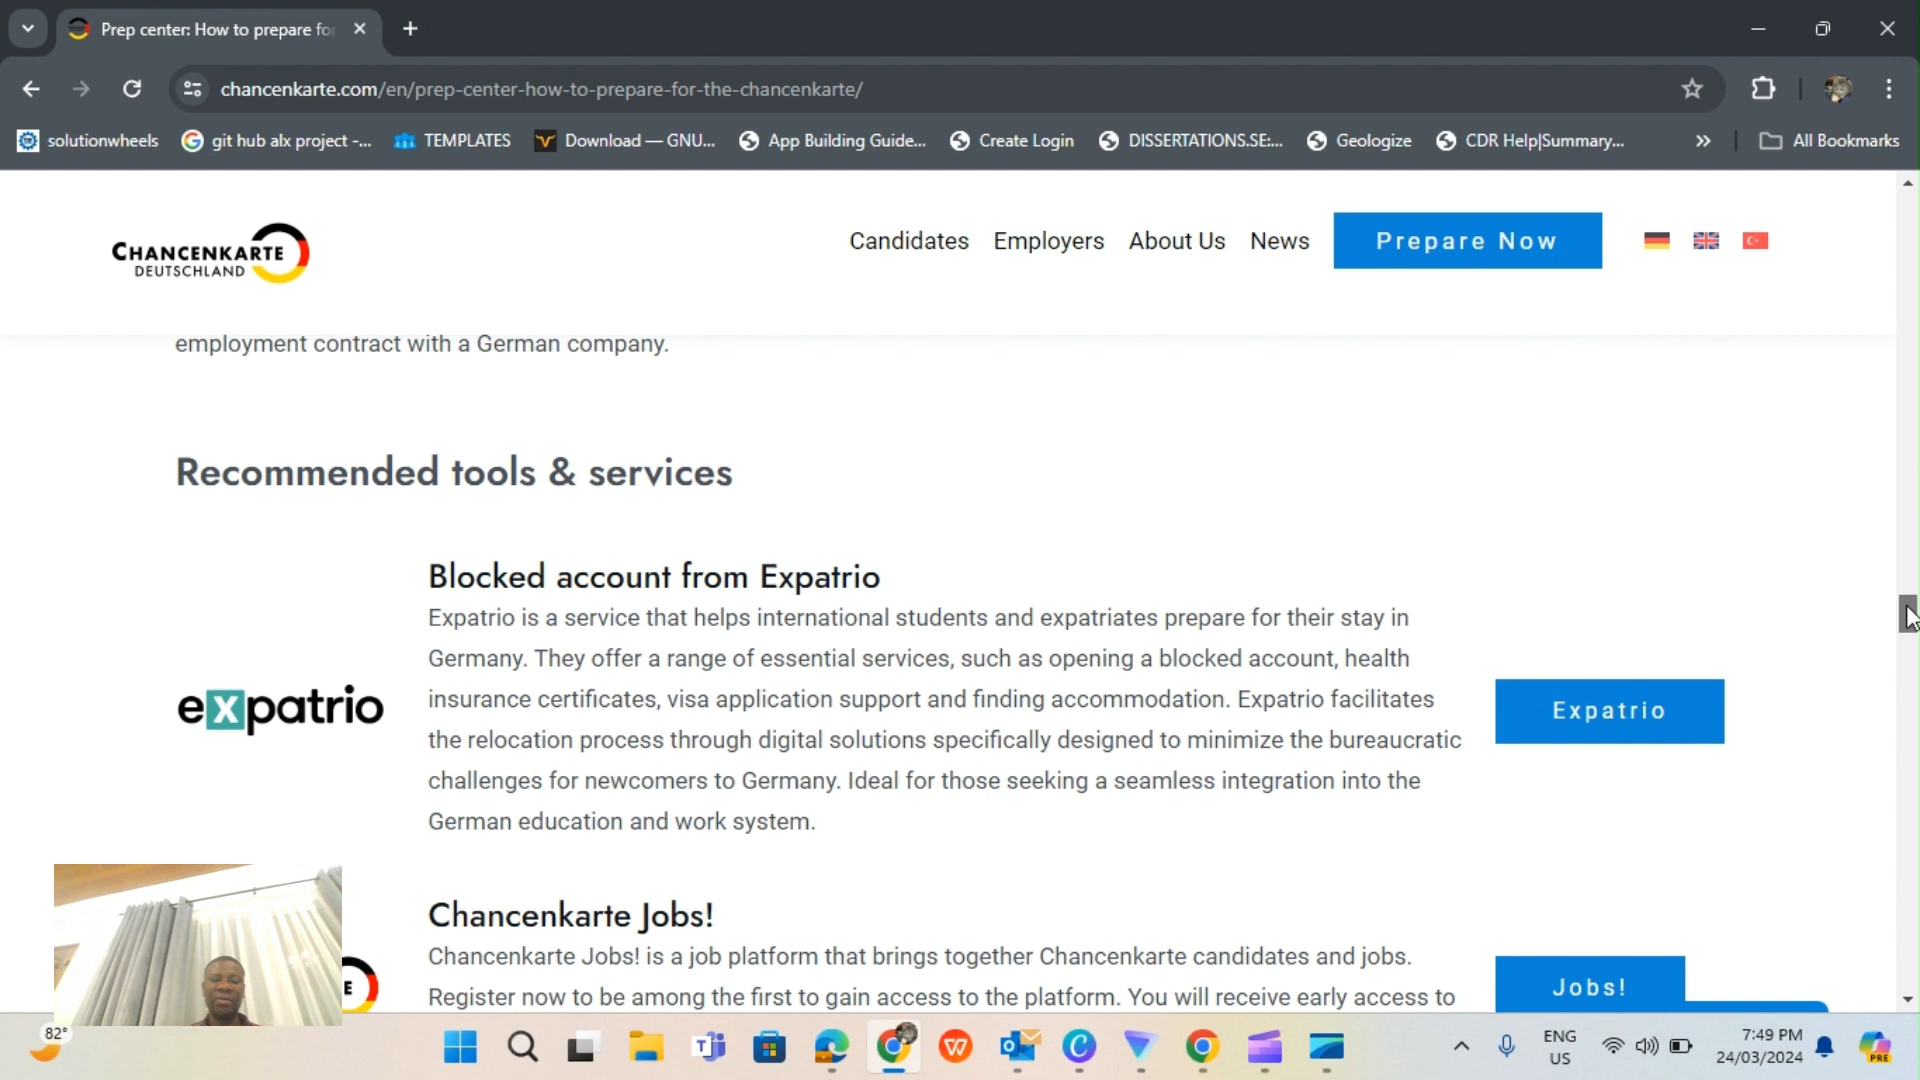 Prep center: How to prepare for
chancenkarte.com/en/prep-center-how-to-prepare-for-the-chancenkarte/
solutionwheels
git hub alx project -...
TEMPLATES
Download — GNU...
App Building Guide...
Create Login
DISSERTATIONS.SE:...
Geologize
CDR Help|Summary...
All Bookmarks
CHANCENKARTE
DEUTSCHLAND
Candidates
Employers
About Us
News
Prepare Now
employment contract with a German company.
Recommended tools & services
Blocked account from Expatrio
Expatrio is a service that helps international students and expatriates prepare for their stay in
Germany. They offer a range of essential services, such as opening a blocked account, health
insurance certificates, visa application support and finding accommodation. Expatrio facilitates
the relocation process through digital solutions specifically designed to minimize the bureaucratic
challenges for newcomers to Germany. Ideal for those seeking a seamless integration into the
German education and work system.
expatrio
Expatrio
Chancenkarte Jobs!
Chancenkarte Jobs! is a job platform that brings together Chancenkarte candidates and jobs.
Register now to be among the first to gain access to the platform. You will receive early access to
E
Jobs!
82°
ENG
US
7:49 PM
24/03/2024
PRE